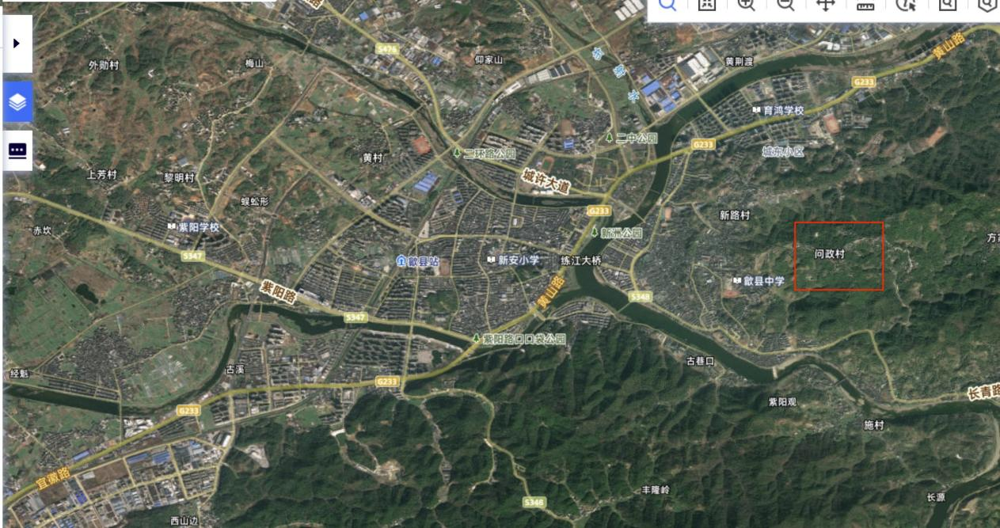 路
S476
仰家山
黄荆渡
黄山路
外勋村
梅山
G233
育鸿学校
二中公园
G233
城东小区
二环路公园
黄村
上芳村
黎明村
城许大道
蜈蚣形
G233
新路村
紫阳学校
新洲公园
赤坎
问政村
S347
歙县站
新安小学
练江大桥
歙县中学
紫阳路
黄山路
S348
S347
紫阳路口口袋公园
古巷口
经魁
古溪
G233
长青路
紫阳观
G233
施村
宜徽路
丰隆岭
长源
S348
西山边